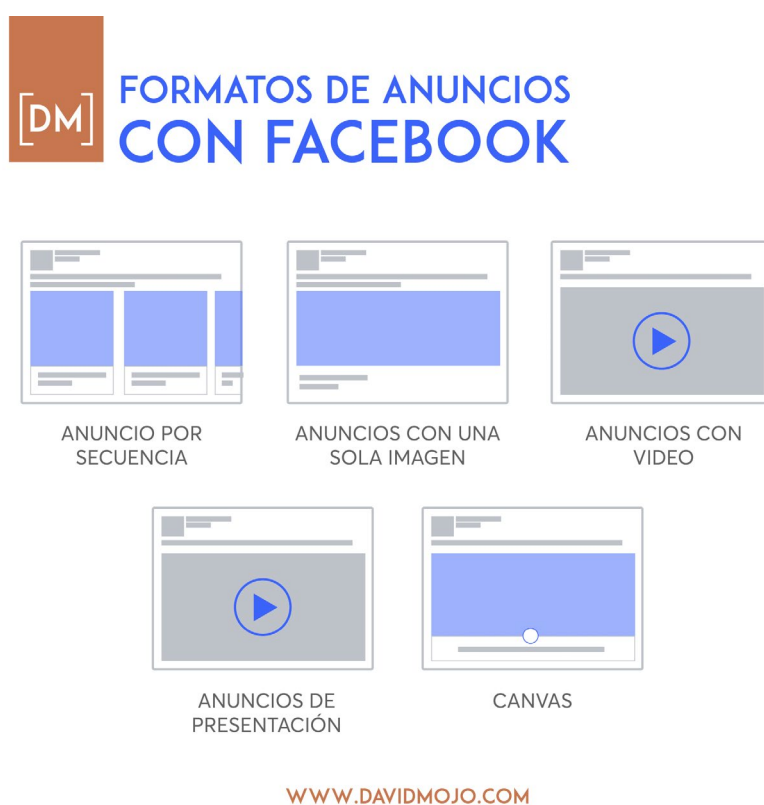 [DM]
FORMATOS DE ANUNCIOS
CON FACEBOOK
ANUNCIO POR
SECUENCIA
ANUNCIOS CON UNA
SOLA IMAGEN
ANUNCIOS CON
VIDEO
ANUNCIOS DE
PRESENTACIÓN
CANVAS
WWW.DAVIDMOJO.COM